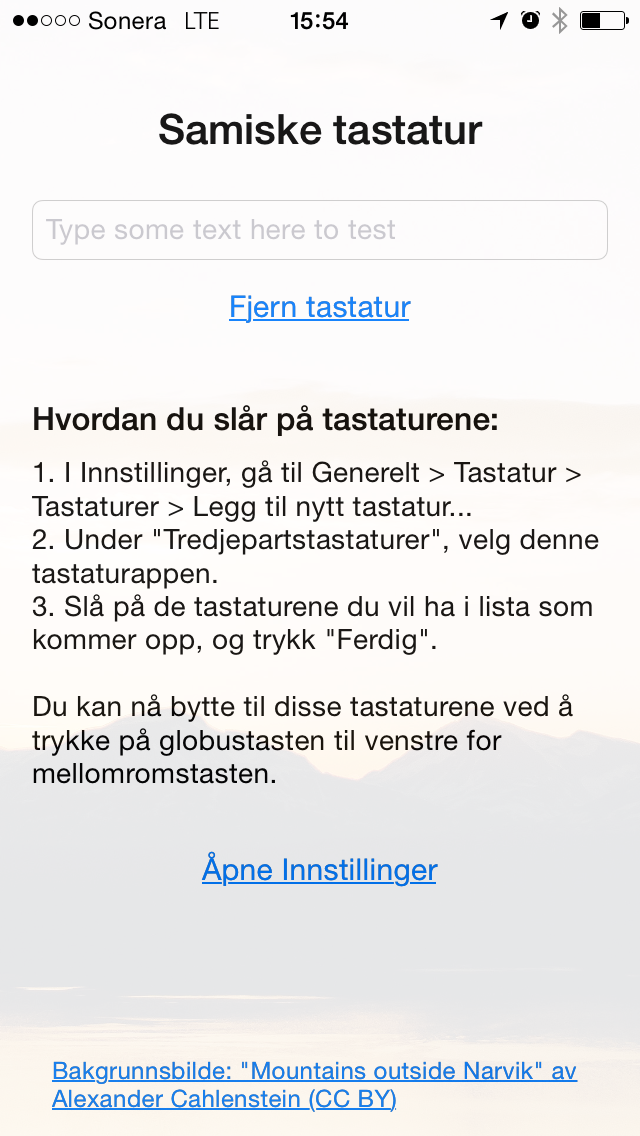 Sonera LTE 15:54
Samiske tastatur
Type some text here to test
Fjern tastatur
Hvordan du slår på tastaturene:
1. I Innstillinger, gå til Generelt > Tastatur >
Tastaturer > Legg til nytt tastatur...
2. Under "Tredjepartstastaturer", velg denne
tastaturappen.
3. Slå på de tastaturene du vil ha i lista som
kommer opp, og trykk "Ferdig".
Du kan nå bytte til disse tastaturene ved å
trykke på globustasten til venstre for
mellomromstasten.
Åpne Innstillinger
Bakgrunnsbilde: "Mountains outside Narvik" av
Alexander Cahlenstein (CC BY)